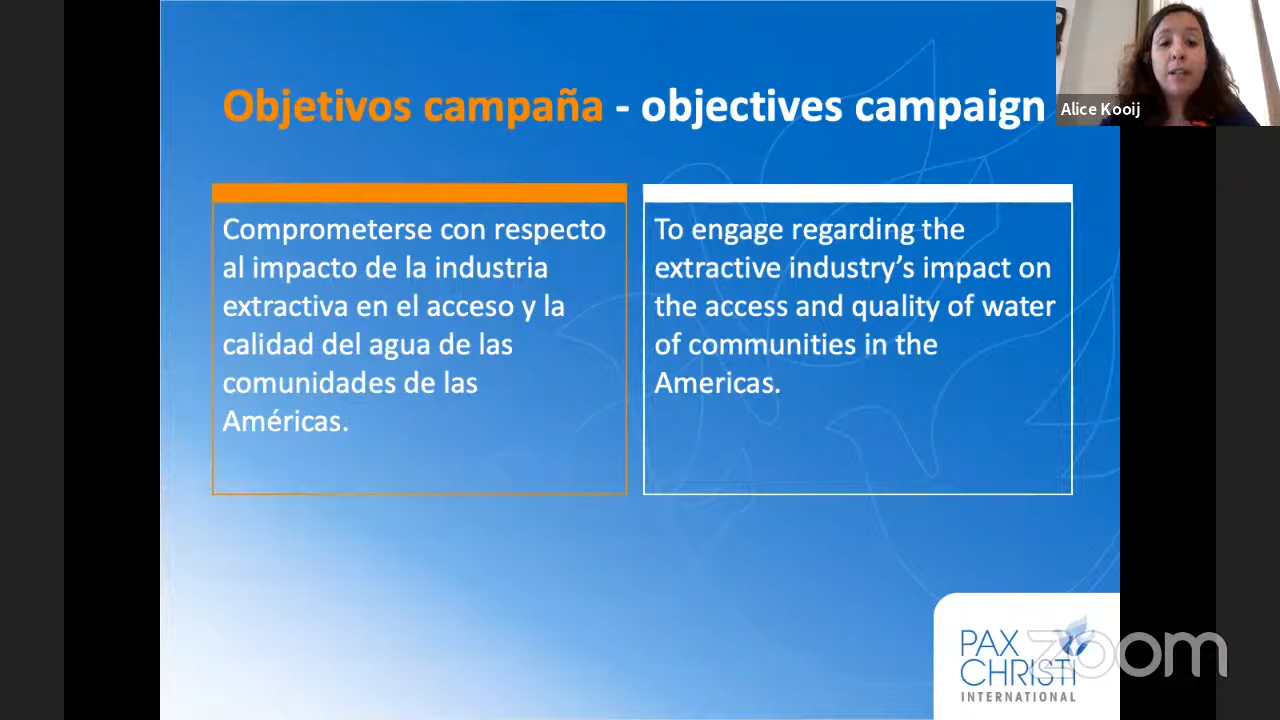 Objetivos campaña - objectives campaign
Alice Kooij
Comprometerse con respecto
al impacto de la industria
extractiva en el acceso y la
calidad del agua de las
comunidades de las
Américas.
To engage regarding the
extractive industry’s impact on
the access and quality of water
of communities in the
Americas.
PAX
CHRISTI
INTERNATIONAL
zoom